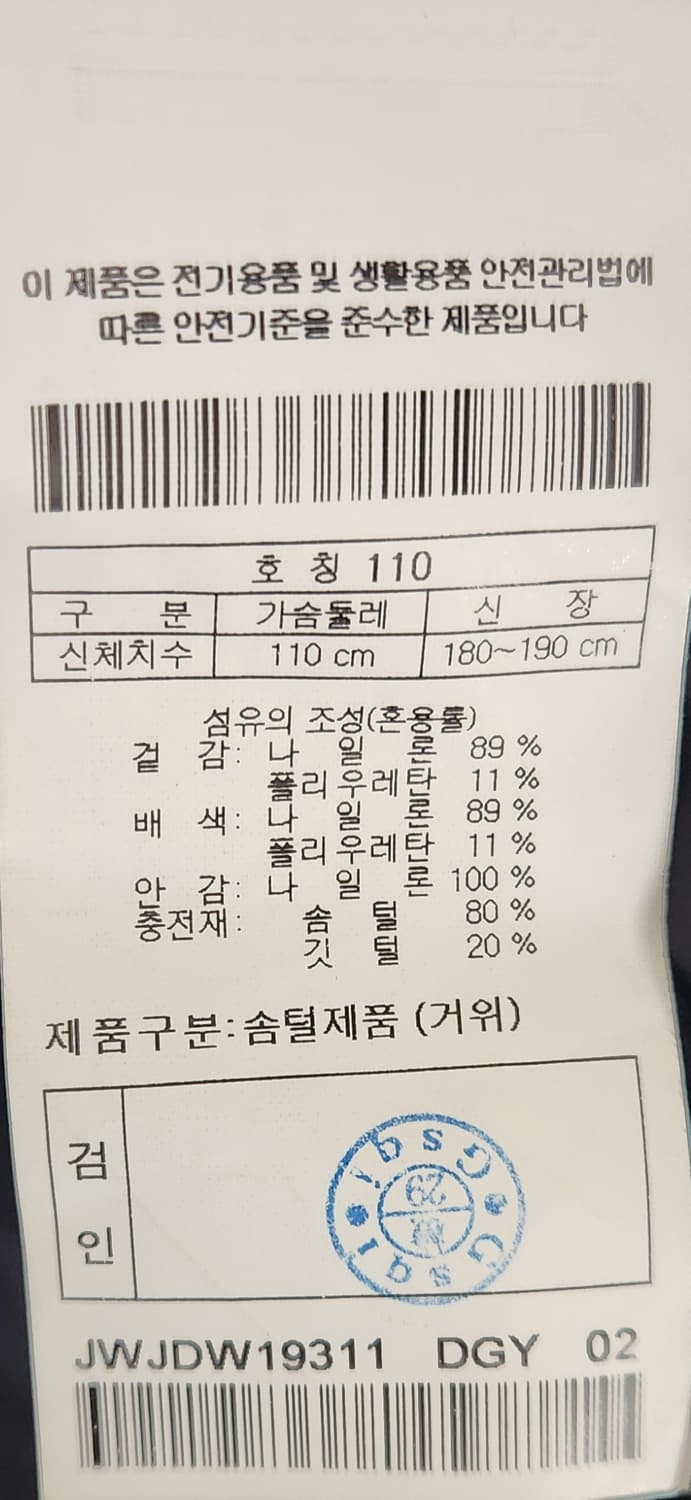 이 제품은 전기용품 및 생활용품 안전관리법에
따른 안전기준을 준수한 제품입니다
호 칭 110
구 분 가슴둘레 신 장
신체치수 110 cm 180~190 cm
섬유의 조성(혼용률)
겉 감: 나 일 론 89 %
폴리우레탄 11 %
배 색: 나 일 론 89 %
폴리우레탄 11 %
안 감: 나 일 론 100 %
충전재: 솜 털 80 %
깃 털 20 %
제품구분:솜털제품 (거위)
검
인
Gsqi
Gsqi
JWJDW19311 DGY 02